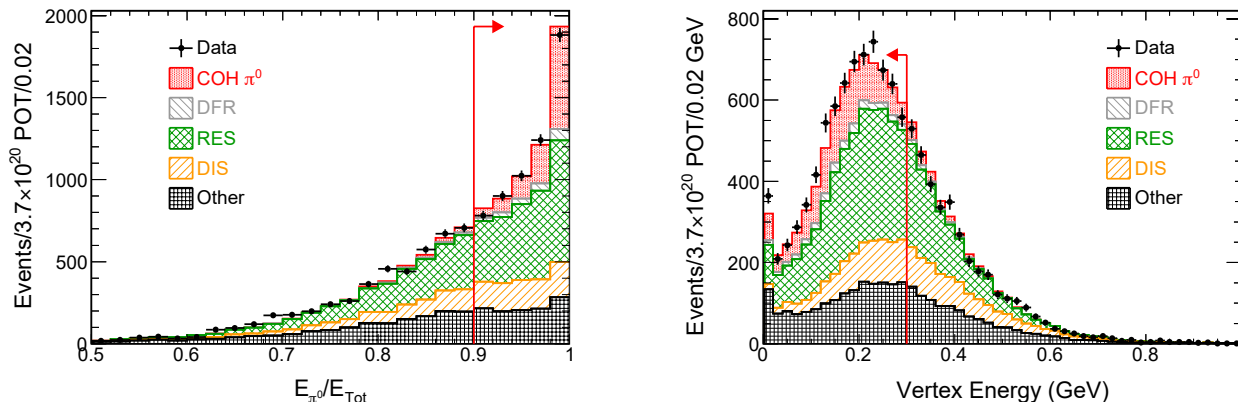 Events/3.7×10²⁰ POT/0.02
2000
1500
1000
500
0
Data
COH π⁰
DFR
RES
DIS
Other
0.5 0.6 0.7 0.8 0.9 1
E_π⁰/E_Tot
Events/3.7×10²⁰ POT/0.02 GeV
800
600
400
200
0
Data
COH π⁰
DFR
RES
DIS
Other
0 0.2 0.4 0.6 0.8
Vertex Energy (GeV)